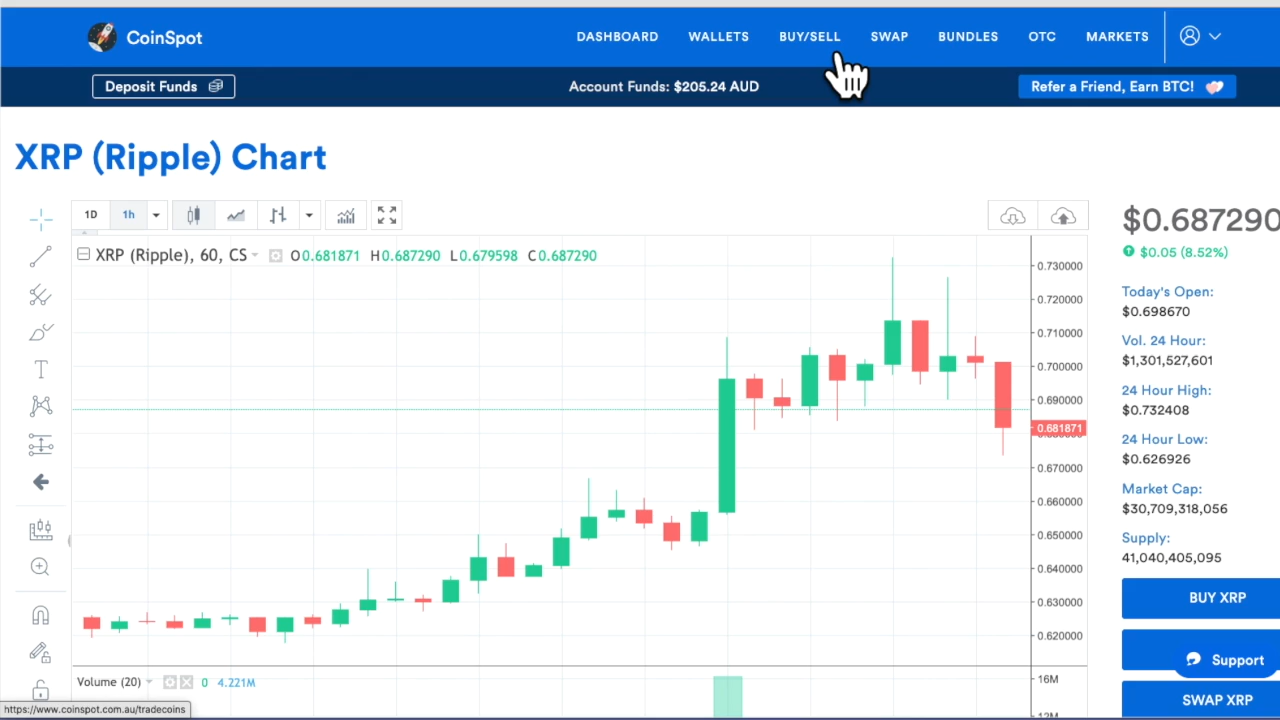 CoinSpot
DASHBOARD WALLETS BUY/SELL SWAP BUNDLES OTC MARKETS
Deposit Funds
Account Funds: $205.24 AUD
Refer a Friend, Earn BTC!
XRP (Ripple) Chart
1D 1h
XRP (Ripple), 60, CS O0.681871 H0.687290 L0.679598 C0.687290
0.730000
0.720000
0.710000
0.700000
0.690000
0.681871
0.670000
0.660000
0.650000
0.640000
0.630000
0.620000
Volume (20) 0 4.221M
16M
12M
$0.687290
$0.05 (8.52%)
Today's Open:
$0.698670
Vol. 24 Hour:
$1,301,527,601
24 Hour High:
$0.732408
24 Hour Low:
$0.626926
Market Cap:
$30,709,318,056
Supply:
41,040,405,095
BUY XRP
Support
SWAP XRP
https://www.coinspot.com.au/tradecoins